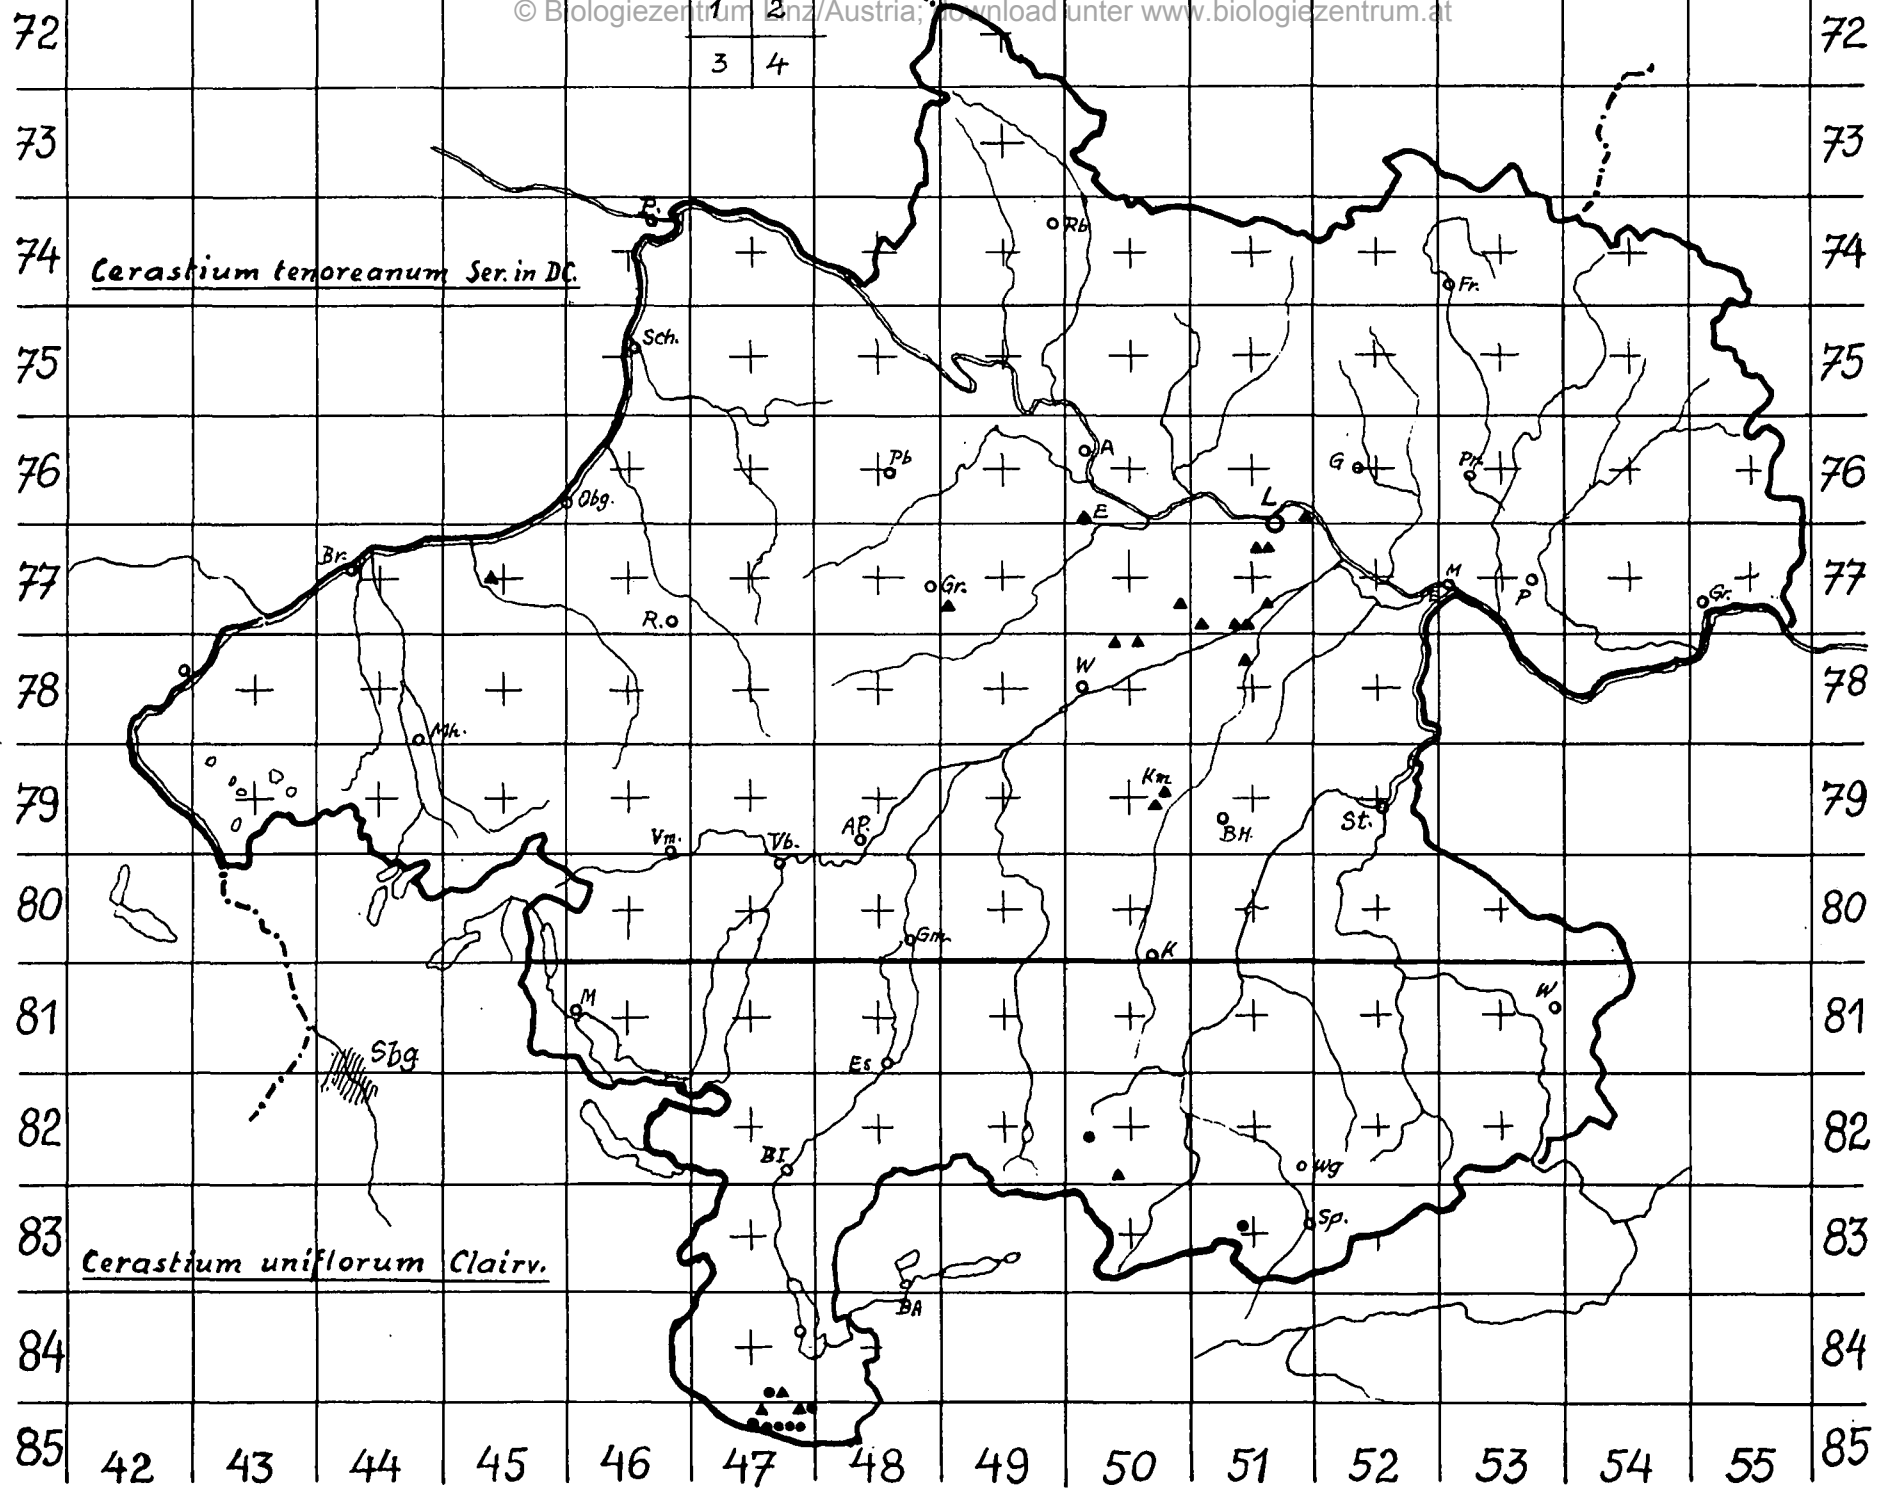 © Biologiezentrum Linz/Austria; download unter www.biologiezentrum.at
1 2
72 72
3 4
73 73
P.
Rb
74 74
Cerastium tenoreanum Ser. in DC.
Fr.
Sch.
75 75
A
Pb G Pr.
76 76
Obg. L
E
Br.
77 M 77
Gr. P Gr.
E
R.
W
78 78
Mh.
Km
79 79
BH. St.
Vm. Vb. AP.
80 80
Gm. K
M W
81 81
Sbg Es
82 82
BI Wg
Sp.
83 83
Cerastium uniflorum Clairv.
BA
84 84
85 85
42 43 44 45 46 47 48 49 50 51 52 53 54 55